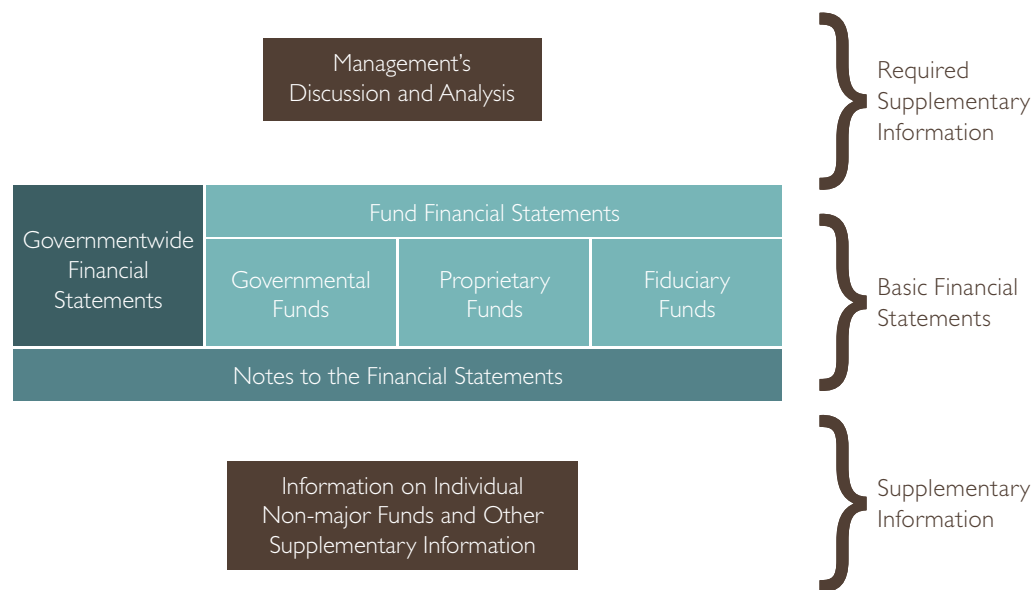 Management’s
Discussion and Analysis
Required
Supplementary
Information
Governmentwide
Financial
Statements
Fund Financial Statements
Governmental
Funds
Proprietary
Funds
Fiduciary
Funds
Notes to the Financial Statements
Basic Financial
Statements
Information on Individual
Non-major Funds and Other
Supplementary Information
Supplementary
Information